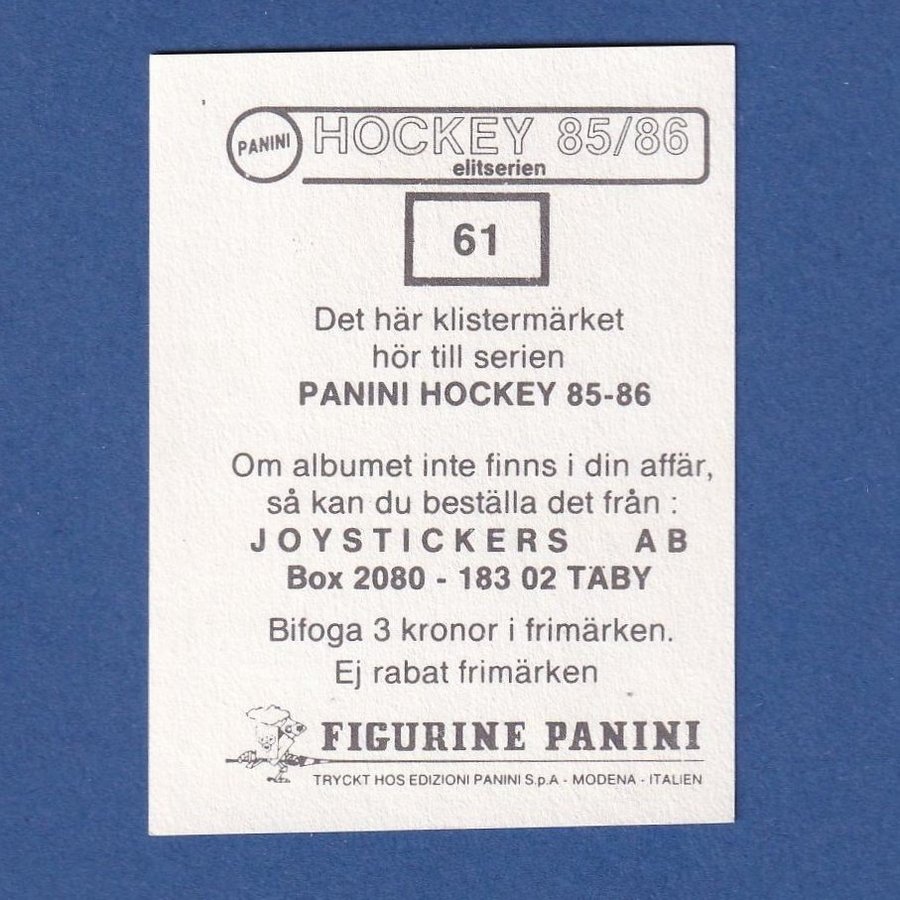 PANINI HOCKEY 85/86
elitserien
61
Det här klistermärket
hör till serien
PANINI HOCKEY 85-86
Om albumet inte finns i din affär,
så kan du beställa det från :
JOYSTICKERS AB
Box 2080 - 183 02 TÄBY
Bifoga 3 kronor i frimärken.
Ej rabat frimärken
FIGURINE PANINI
TRYCKT HOS EDIZIONI PANINI S.p.A - MODENA - ITALIEN